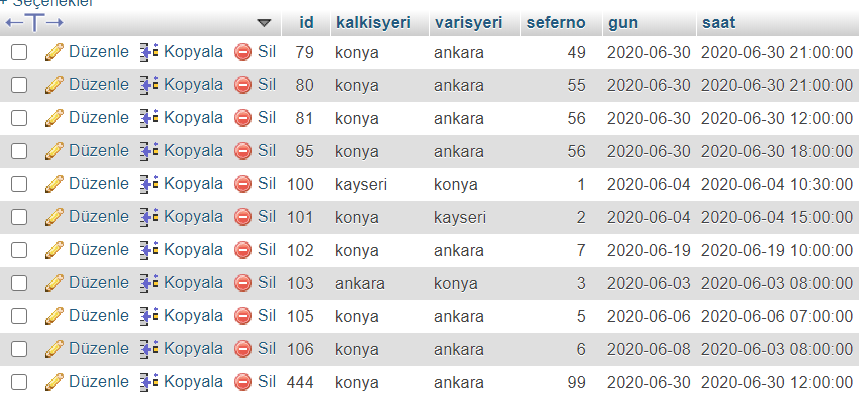 + Seçenekler
←T→ id kalkisyeri varisyeri seferno gun saat
Düzenle Kopyala Sil 79 konya ankara 49 2020-06-30 2020-06-30 21:00:00
Düzenle Kopyala Sil 80 konya ankara 55 2020-06-30 2020-06-30 21:00:00
Düzenle Kopyala Sil 81 konya ankara 56 2020-06-30 2020-06-30 12:00:00
Düzenle Kopyala Sil 95 konya ankara 56 2020-06-30 2020-06-30 18:00:00
Düzenle Kopyala Sil 100 kayseri konya 1 2020-06-04 2020-06-04 10:30:00
Düzenle Kopyala Sil 101 konya kayseri 2 2020-06-04 2020-06-04 15:00:00
Düzenle Kopyala Sil 102 konya ankara 7 2020-06-19 2020-06-19 10:00:00
Düzenle Kopyala Sil 103 ankara konya 3 2020-06-03 2020-06-03 08:00:00
Düzenle Kopyala Sil 105 konya ankara 5 2020-06-06 2020-06-06 07:00:00
Düzenle Kopyala Sil 106 konya ankara 6 2020-06-08 2020-06-03 08:00:00
Düzenle Kopyala Sil 444 konya ankara 99 2020-06-30 2020-06-30 12:00:00